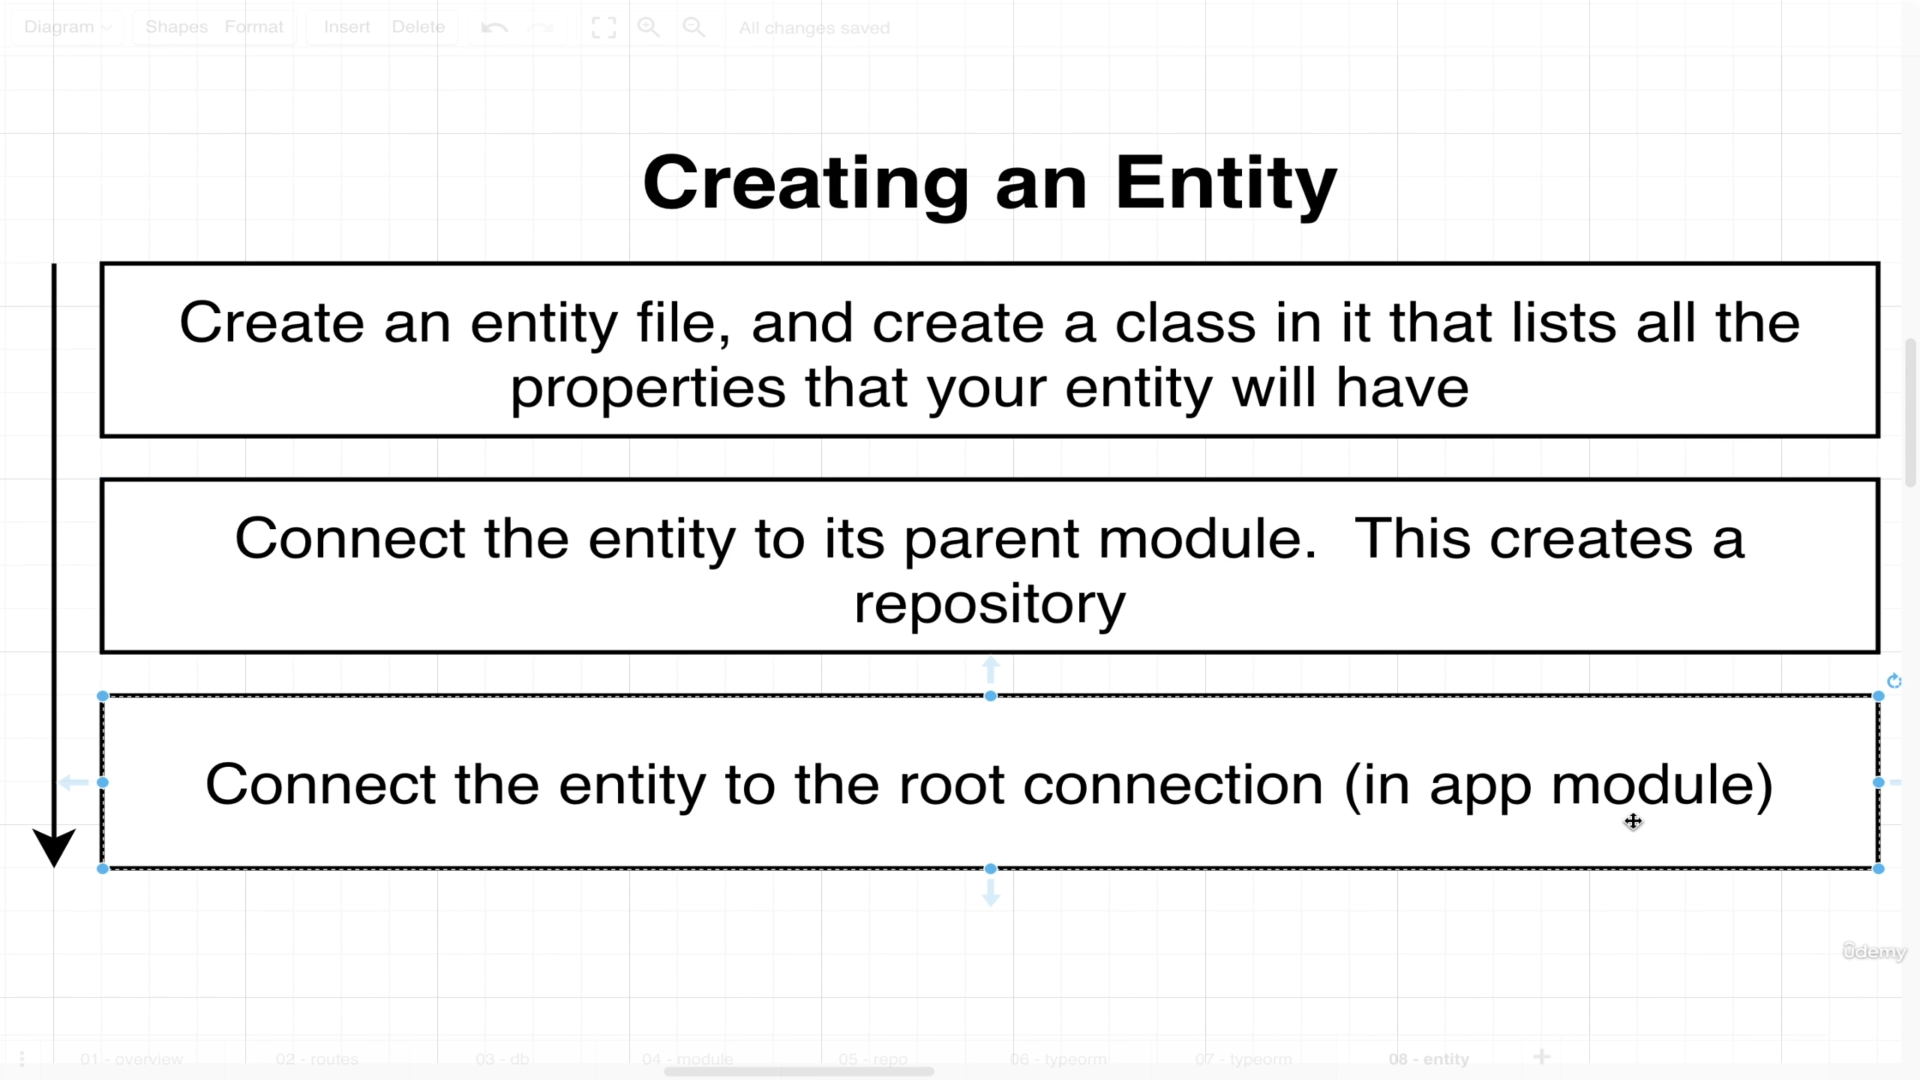 Diagram
Shapes Format
Insert Delete
All changes saved
Creating an Entity
Create an entity file, and create a class in it that lists all the
properties that your entity will have
Connect the entity to its parent module.  This creates a
repository
Connect the entity to the root connection (in app module)
ûdemy
01 - overview
02 - routes
03 - db
04 - module
05 - repo
06 - typeorm
07 - typeorm
08 - entity